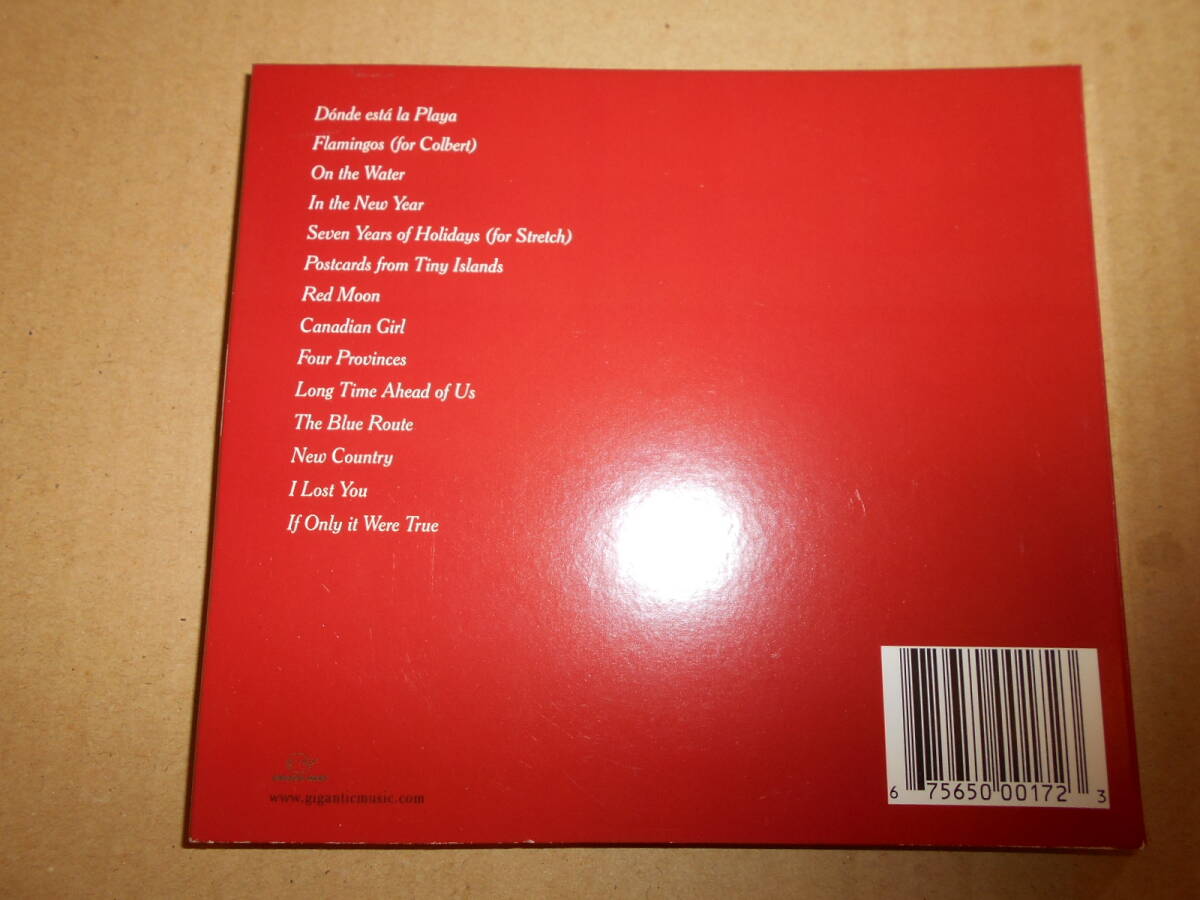 Dónde está la Playa
Flamingos (for Colbert)
On the Water
In the New Year
Seven Years of Holidays (for Stretch)
Postcards from Tiny Islands
Red Moon
Canadian Girl
Four Provinces
Long Time Ahead of Us
The Blue Route
New Country
I Lost You
If Only it Were True
www.giganticmusic.com
6 75650 00172 3